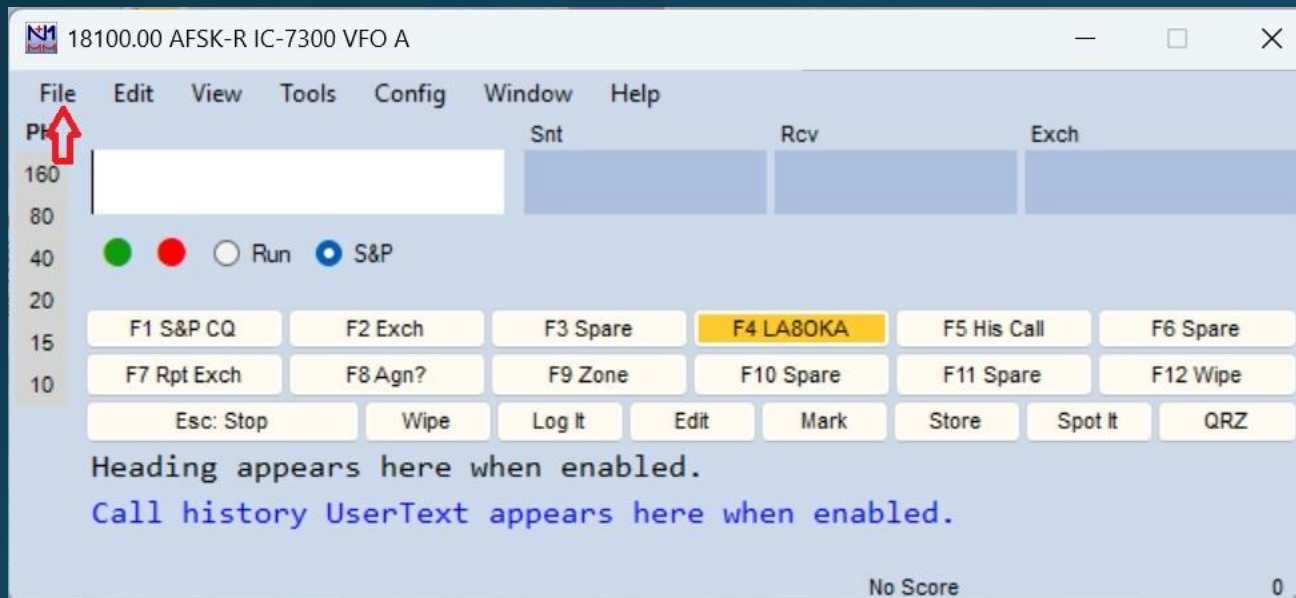 18100.00 AFSK-R IC-7300 VFO A
File Edit View Tools Config Window Help
Snt Rcv Exch
160
80
40
20
15
10
Run S&P
F1 S&P CQ F2 Exch F3 Spare F4 LA8OKA F5 His Call F6 Spare
F7 Rpt Exch F8 Agn? F9 Zone F10 Spare F11 Spare F12 Wipe
Esc: Stop Wipe Log It Edit Mark Store Spot It QRZ
Heading appears here when enabled.
Call history UserText appears here when enabled.
No Score 0